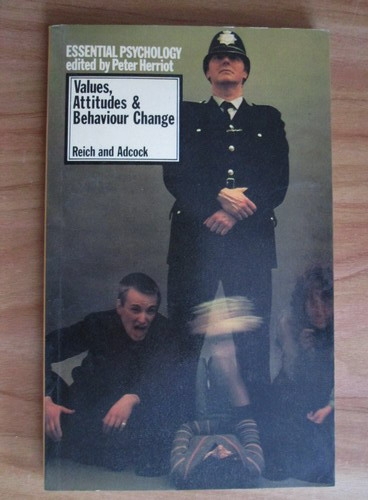 ESSENTIAL PSYCHOLOGY
edited by Peter Herriot
Values,
Attitudes &
Behaviour Change
Reich and Adcock